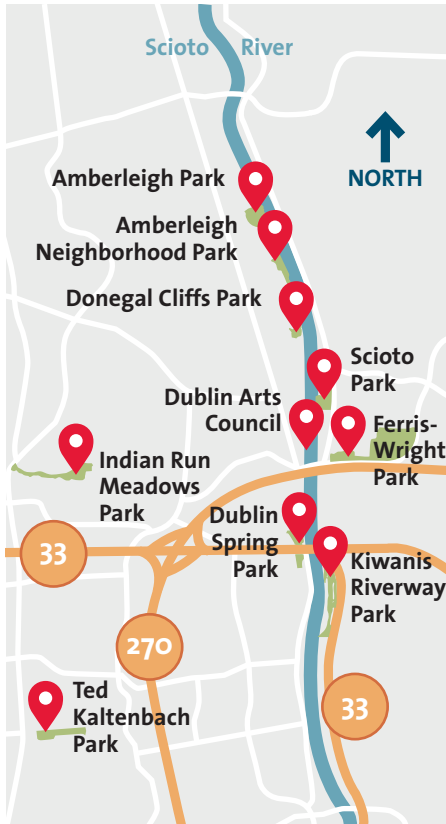 Scioto River
NORTH
Amberleigh Park
Amberleigh
Neighborhood Park
Donegal Cliffs Park
Scioto
Park
Dublin Arts
Council
Ferris-
Wright
Park
Indian Run
Meadows
Park
Dublin
Spring
Park
33
Kiwanis
Riverway
Park
270
Ted
Kaltenbach
Park
33